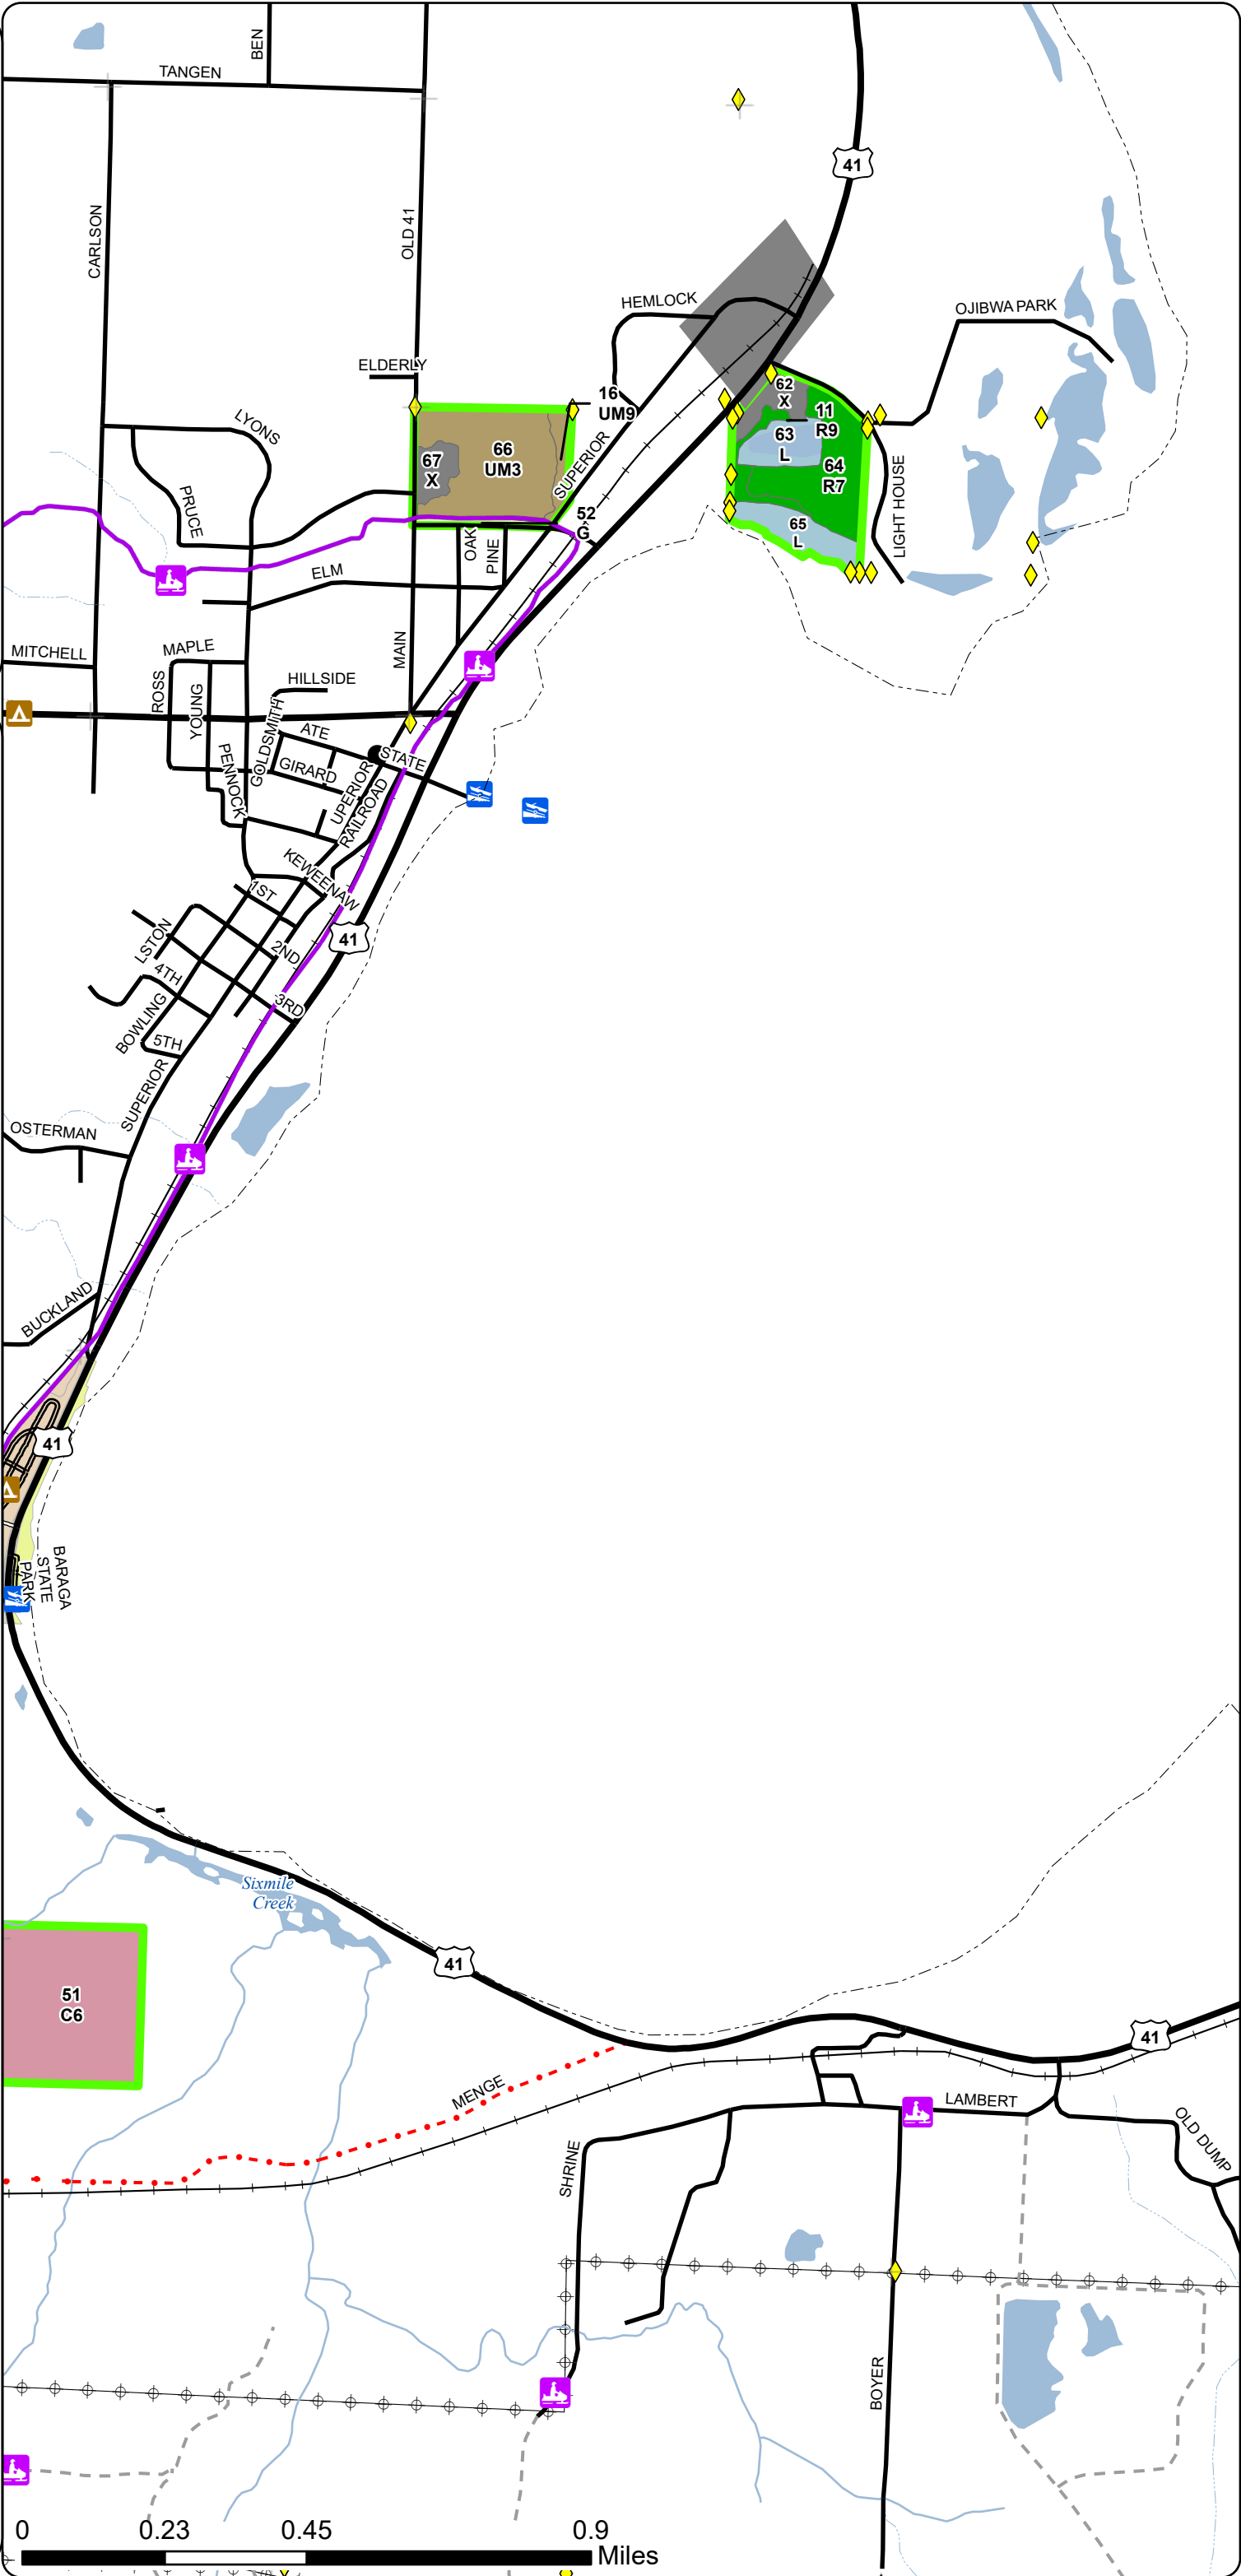 BEN
TANGEN
41
CARLSON
OLD 41
HEMLOCK
OJIBWA PARK
ELDERLY
62
X
16
UM9
11
R9
LYONS
63
L
66
UM3
67
X
SUPERIOR
64
R7
PRUCE
52
G
65
L
LIGHT HOUSE
OAK
PINE
ELM
MITCHELL
MAPLE
MAIN
ROSS
YOUNG
HILLSIDE
GOLDSMITH
ATE
STATE
PENNOCK
GIRARD
UPERIOR
RAILROAD
KEWEENAW
1ST
41
LSTON
2ND
4TH
3RD
BOWLING
5TH
SUPERIOR
OSTERMAN
BUCKLAND
41
BARAGA
STATE
PARK
Sixmile
Creek
41
51
C6
41
MENGE
LAMBERT
OLD DUMP
SHRINE
BOYER
0 0.23 0.45 0.9
Miles